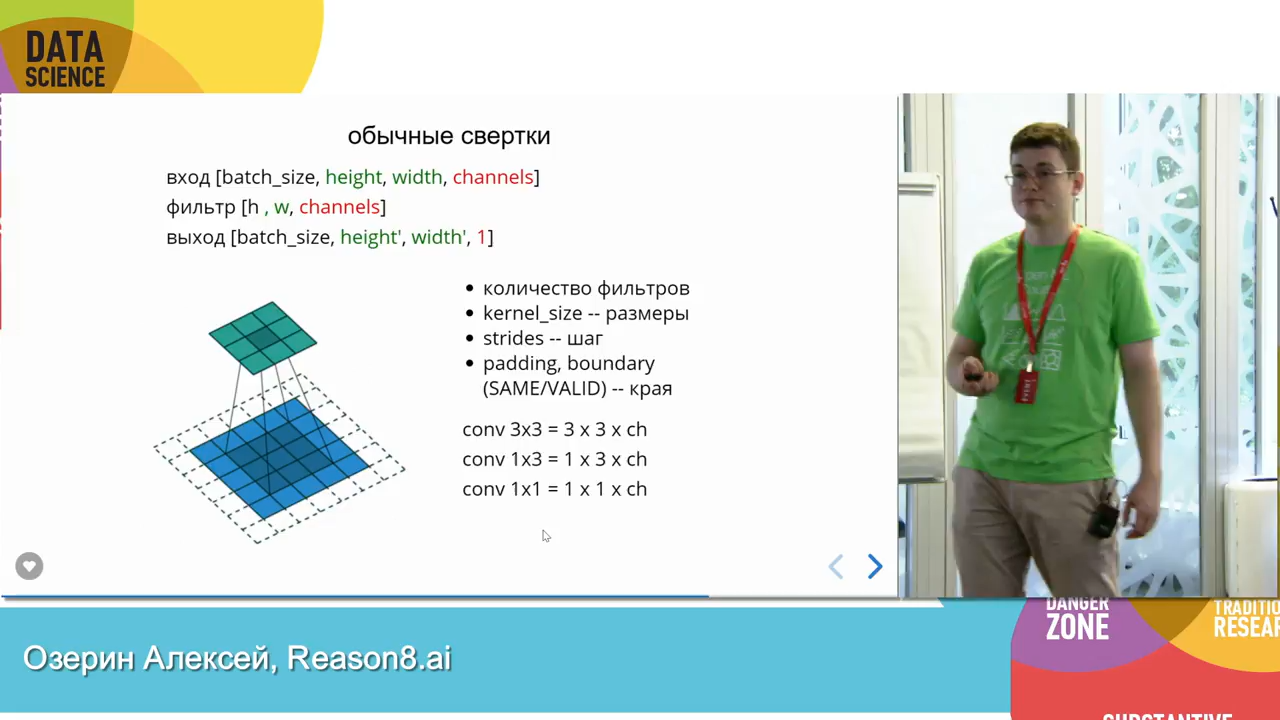 DATA
SCIENCE
обычные свертки
вход [batch_size, height, width, channels]
фильтр [h , w, channels]
выход [batch_size, height', width', 1]
количество фильтров
kernel_size -- размеры
strides -- шаг
padding, boundary
(SAME/VALID) -- края
conv 3x3 = 3 x 3 x ch
conv 1x3 = 1 x 3 x ch
conv 1x1 = 1 x 1 x ch
Озерин Алексей, Reason8.ai
DANGER
ZONE
SUBSTANTIVE